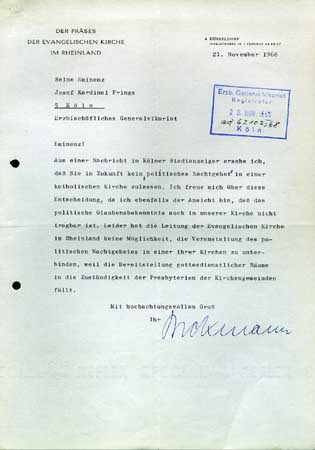 DER PRÄSES
DER EVANGELISCHEN KIRCHE
IM RHEINLAND
4 DÜSSELDORF
21. November 1968
Seine Eminenz
Josef Kardinal Frings
5 Köln
Erzbischöfliches Generalvikariat
Erzb. General-Vikariat
Registratur
Köln
Eminenz!
Aus einer Nachricht im Kölner Stadtanzeiger ersehe ich,
daß Sie in Zukunft kein "politisches Nachtgebet" in einer
katholischen Kirche zulassen. Ich freue mich über diese
Entscheidung, da ich ebenfalls der Ansicht bin, daß das
politische Glaubensbekenntnis auch in unserer Kirche nicht
tragbar ist. Leider hat die Leitung der Evangelischen Kirche
im Rheinland keine Möglichkeit, die Veranstaltung des po-
litischen Nachtgebetes in einer ihrer Kirchen zu unter-
binden, weil die Bereitstellung gottesdienstlicher Räume
in die Zuständigkeit der Presbyterien der Kirchengemeinden
fällt.
Mit hochachtungsvollem Gruß
Ihr
Beckmann